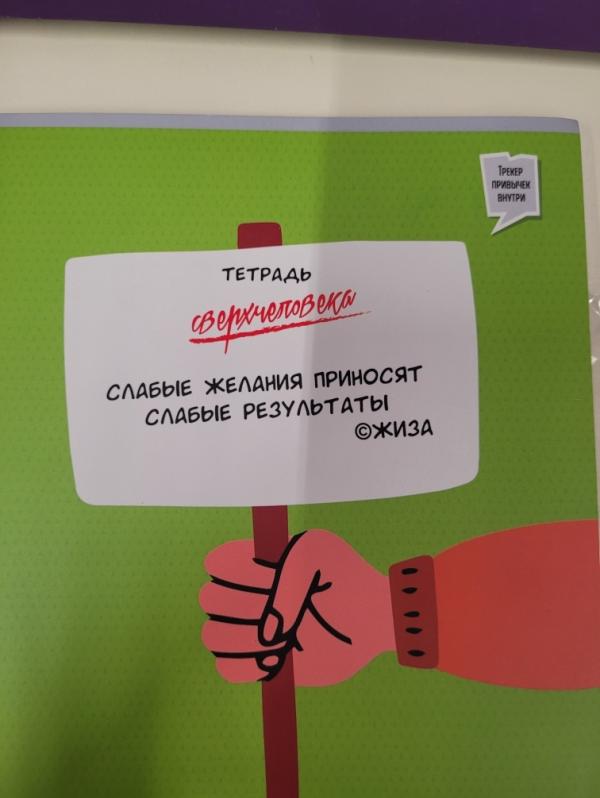 Трекер
привычек
внутри
ТЕТРАДЬ
сверхчеловека
СЛАБЫЕ ЖЕЛАНИЯ ПРИНОСЯТ
СЛАБЫЕ РЕЗУЛЬТАТЫ
©ЖИЗА